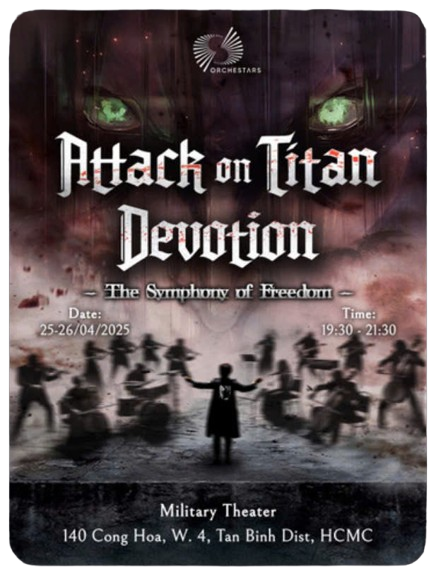 ORCHESTARS
Attack on Titan
Devotion
– The Symphony of Freedom –
Date:
25-26/04/2025
Time:
19:30 - 21:30
Military Theater
140 Cong Hoa, W. 4, Tan Binh Dist, HCMC